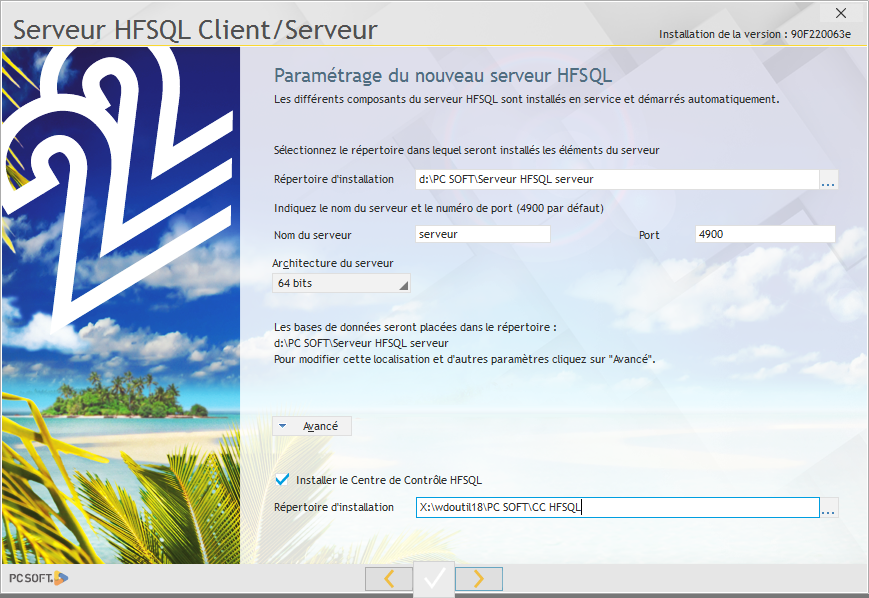 Serveur HFSQL Client/Serveur
Installation de la version : 90F220063e
Paramétrage du nouveau serveur HFSQL
Les différents composants du serveur HFSQL sont installés en service et démarrés automatiquement.
Sélectionnez le répertoire dans lequel seront installés les éléments du serveur
Répertoire d'installation d:\PC SOFT\Serveur HFSQL serveur ...
Indiquez le nom du serveur et le numéro de port (4900 par défaut)
Nom du serveur serveur Port 4900
Architecture du serveur
64 bits
Les bases de données seront placées dans le répertoire :
d:\PC SOFT\Serveur HFSQL serveur
Pour modifier cette localisation et d'autres paramètres cliquez sur "Avancé".
Avancé
Installer le Centre de Contrôle HFSQL
Répertoire d'installation X:\wdoutil18\PC SOFT\CC HFSQL ...
PC SOFT